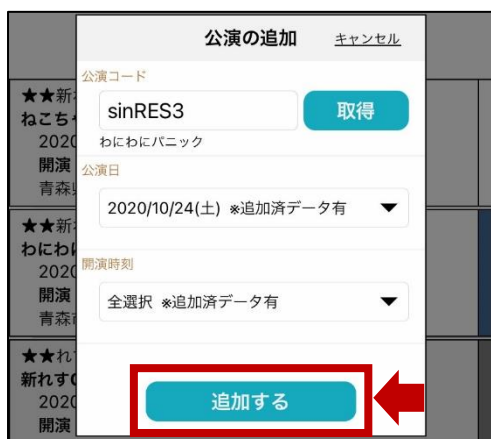 公演の追加
キャンセル
公演コード
sinRES3
取得
わにわにパニック
公演日
2020/10/24(土) ※追加済データ有
開演時刻
全選択 ※追加済データ有
追加する
★★新
ねこち
2020
開演
青森
★★新
わにわ
2020
開演
青森
★★れ
新れす
2020
開演